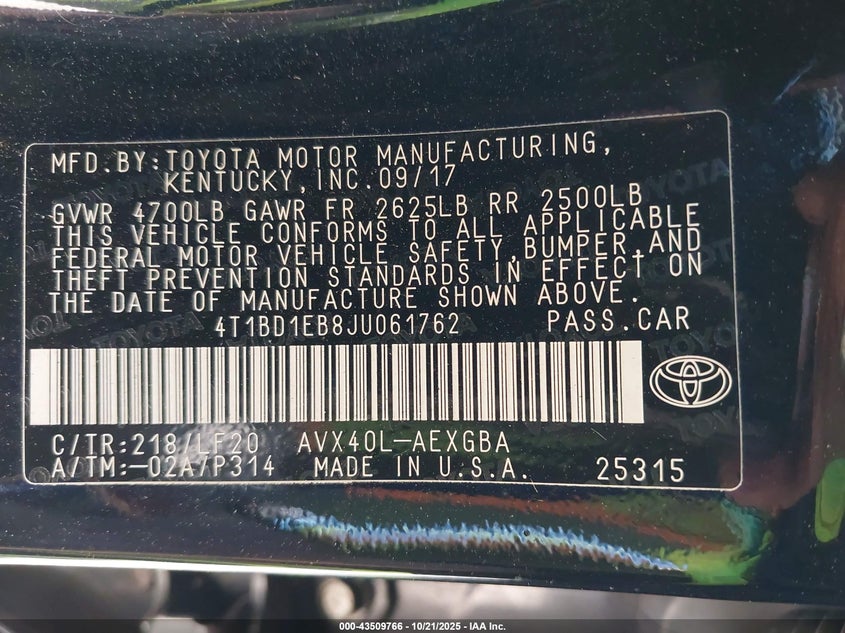 MFD.BY:TOYOTA MOTOR MANUFACTURING,
KENTUCKY,INC.09/17
GVWR 4700LB GAWR FR 2625LB RR 2500LB
THIS VEHICLE CONFORMS TO ALL APPLICABLE
FEDERAL MOTOR VEHICLE SAFETY,BUMPER,AND
THEFT PREVENTION STANDARDS IN EFFECT ON
THE DATE OF MANUFACTURE SHOWN ABOVE.
4T1BD1EB8JU061762 PASS.CAR
C/TR:218/LF20 AVX40L-AEXGBA
A/TM:-02A/P314 MADE IN U.S.A. 25315
000-43509766 - 10/21/2025 - IAA Inc.